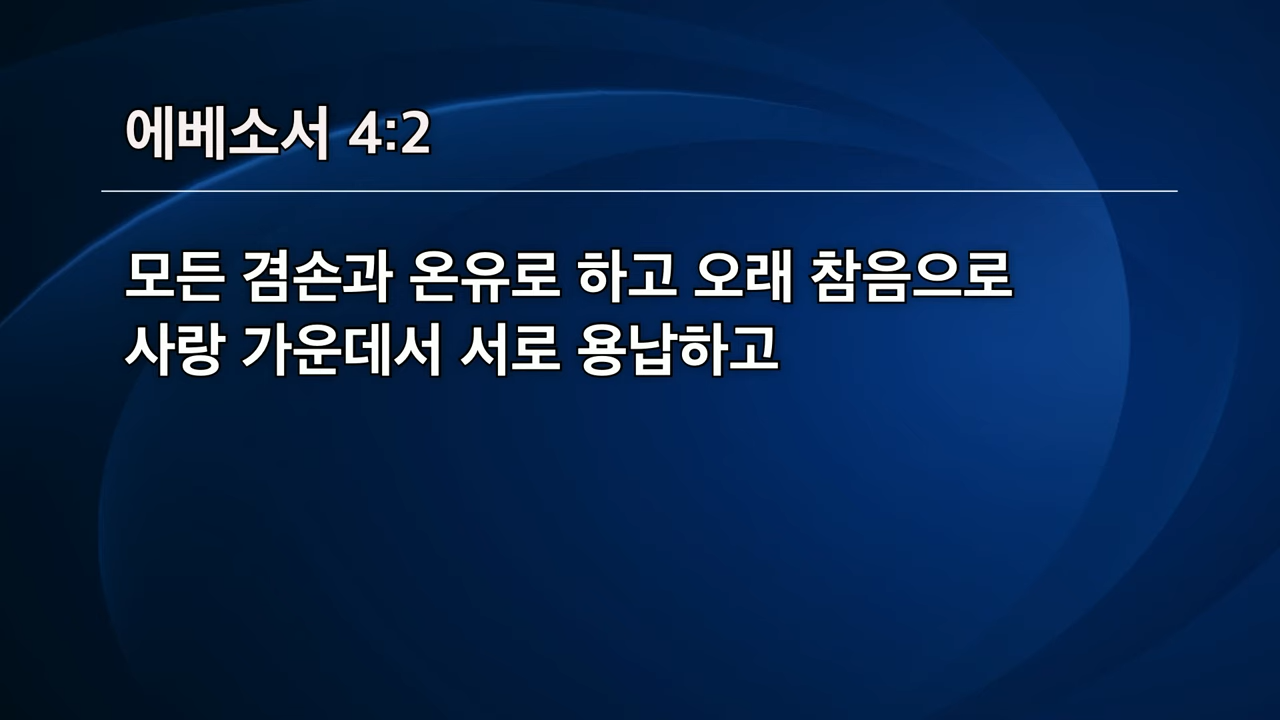 에베소서 4:2
모든 겸손과 온유로 하고 오래 참음으로
사랑 가운데서 서로 용납하고